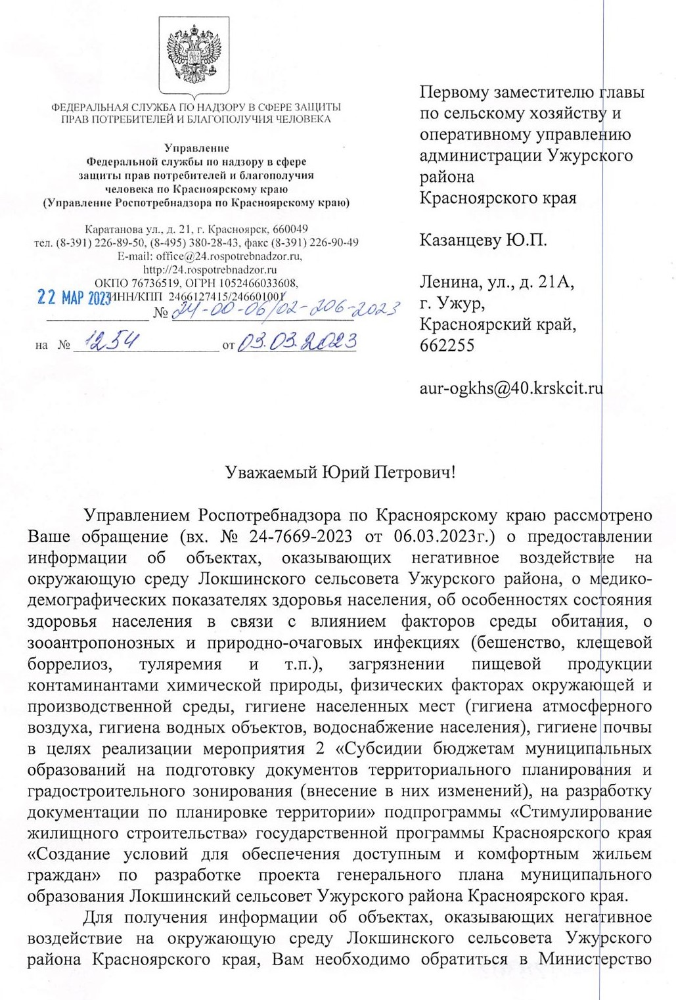 ФЕДЕРАЛЬНАЯ СЛУЖБА ПО НАДЗОРУ В СФЕРЕ ЗАЩИТЫ
ПРАВ ПОТРЕБИТЕЛЕЙ И БЛАГОПОЛУЧИЯ ЧЕЛОВЕКА
Управление
Федеральной службы по надзору в сфере
защиты прав потребителей и благополучия
человека по Красноярскому краю
(Управление Роспотребнадзора по Красноярскому краю)
Каратанова ул., д. 21, г. Красноярск, 660049
тел. (8-391) 226-89-50, (8-495) 380-28-43, факс (8-391) 226-90-49
E-mail: office@24.rospotrebnadzor.ru,
http://24.rospotrebnadzor.ru
ОКПО 76736519, ОГРН 1052466033608,
ИНН/КПП 2466127415/246601001
22 МАР 2023
№ 24-00-06/02-206-2023
на № 1254 от 03.03.2023
Первому заместителю главы
по сельскому хозяйству и
оперативному управлению
администрации Ужурского
района
Красноярского края
Казанцеву Ю.П.
Ленина, ул., д. 21А,
г. Ужур,
Красноярский край,
662255
aur-ogkhs@40.krskcit.ru
Уважаемый Юрий Петрович!
Управлением Роспотребнадзора по Красноярскому краю рассмотрено
Ваше обращение (вх. № 24-7669-2023 от 06.03.2023г.) о предоставлении
информации об объектах, оказывающих негативное воздействие на
окружающую среду Локшинского сельсовета Ужурского района, о медико-
демографических показателях здоровья населения, об особенностях состояния
здоровья населения в связи с влиянием факторов среды обитания, о
зооантропонозных и природно-очаговых инфекциях (бешенство, клещевой
боррелиоз, туляремия и т.п.), загрязнении пищевой продукции
контаминантами химической природы, физических факторах окружающей и
производственной среды, гигиене населенных мест (гигиена атмосферного
воздуха, гигиена водных объектов, водоснабжение населения), гигиене почвы
в целях реализации мероприятия 2 «Субсидии бюджетам муниципальных
образований на подготовку документов территориального планирования и
градостроительного зонирования (внесение в них изменений), на разработку
документации по планировке территории» подпрограммы «Стимулирование
жилищного строительства» государственной программы Красноярского края
«Создание условий для обеспечения доступным и комфортным жильем
граждан» по разработке проекта генерального плана муниципального
образования Локшинский сельсовет Ужурского района Красноярского края.
Для получения информации об объектах, оказывающих негативное
воздействие на окружающую среду Локшинского сельсовета Ужурского
района Красноярского края, Вам необходимо обратиться в Министерство